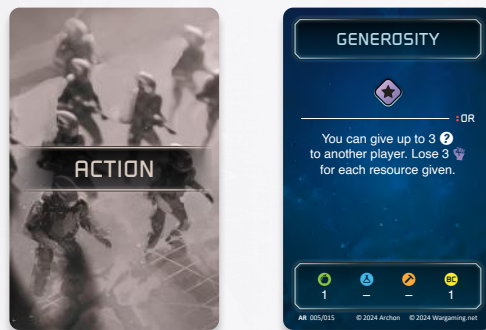 ACTION
GENEROSITY
:OR
You can give up to 3 ?
to another player. Lose 3
for each resource given.
BC
1 – – 1
AR 005/015 © 2024 Archon © 2024 Wargaming.net